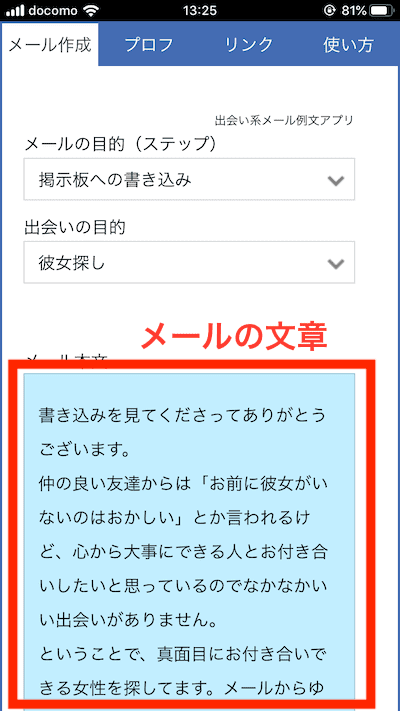 docomo 13:25 81%
メール作成 プロフ リンク 使い方
出会い系メール例文アプリ
メールの目的（ステップ）
掲示板への書き込み
出会いの目的
彼女探し
メールの文章
メール本文
書き込みを見てくださってありがとう
ございます。
仲の良い友達からは「お前に彼女がい
ないのはおかしい」とか言われるけ
ど、心から大事にできる人とお付き合
いしたいと思っているのでなかなかい
い出会いがありません。
ということで、真面目にお付き合いで
きる女性を探してます。メールからゆ